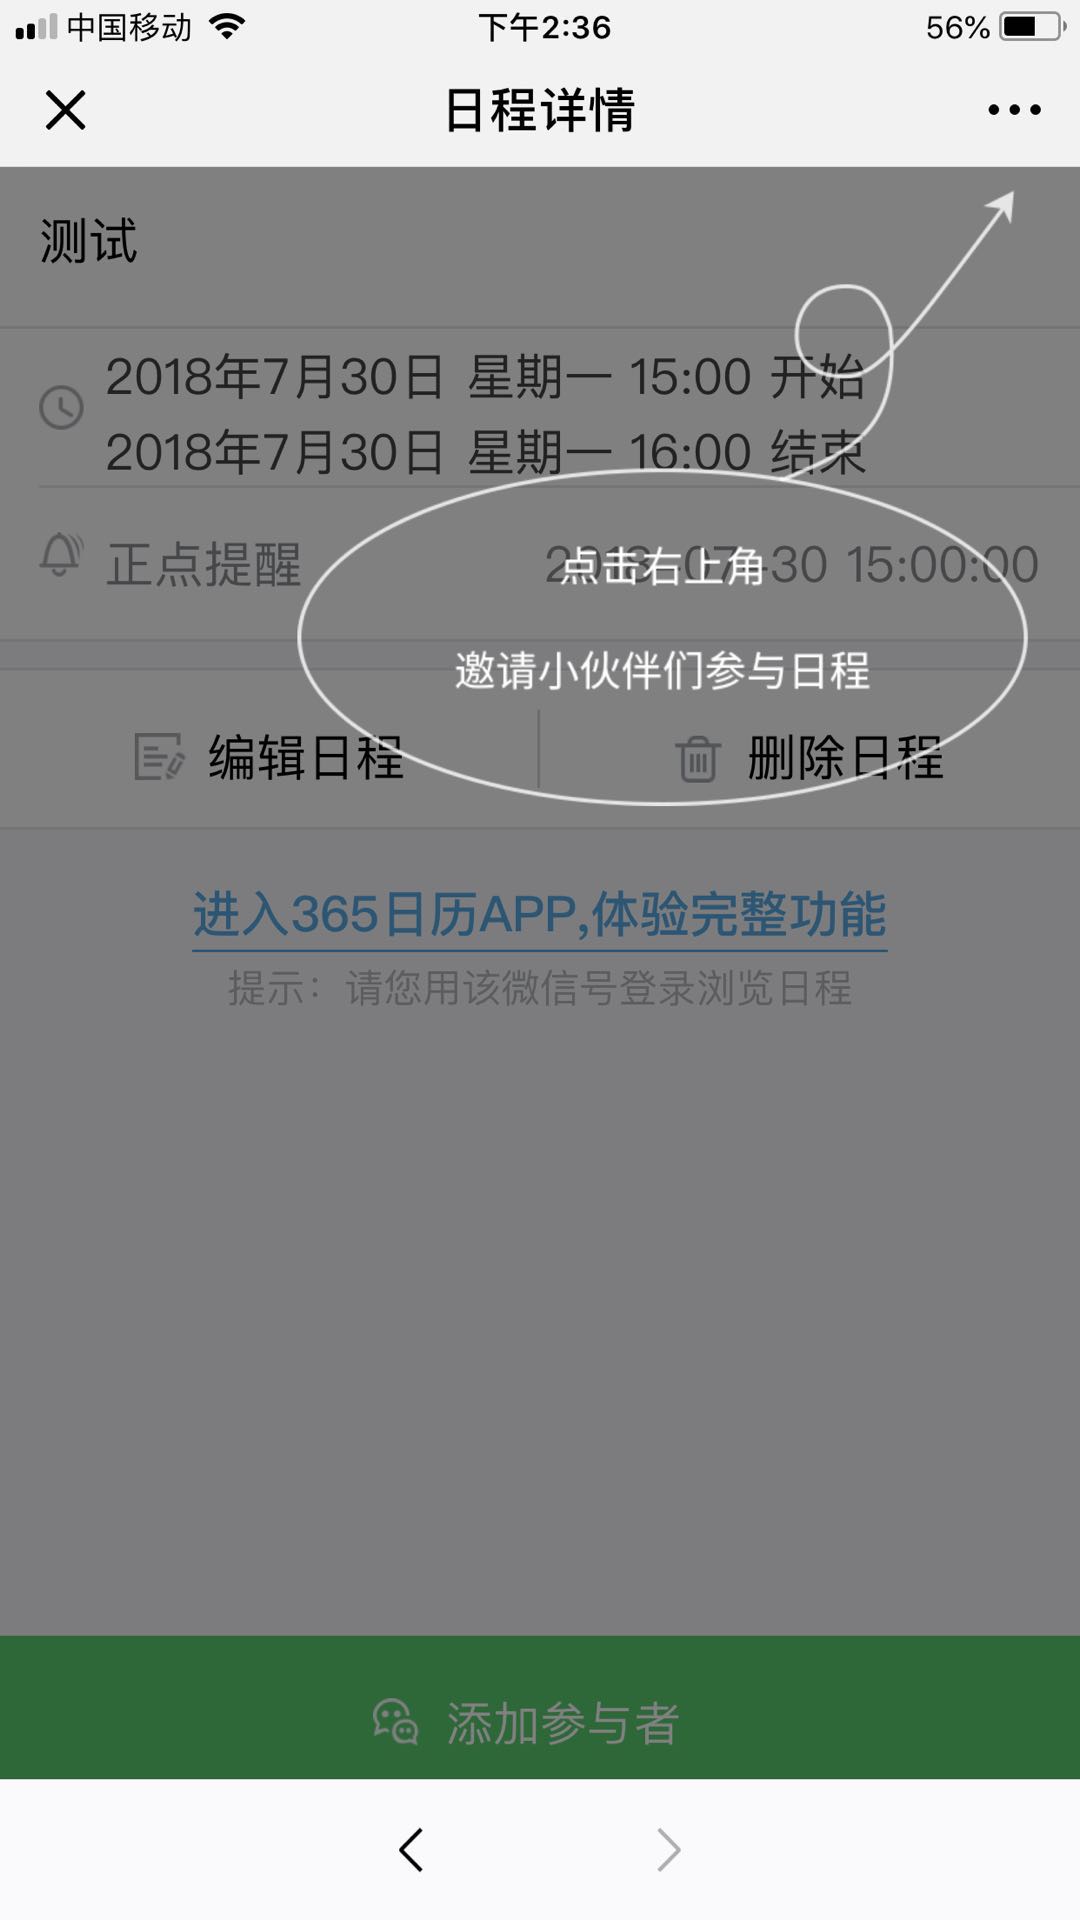 中国移动 下午2:36 56%
日程详情
测试
2018年7月30日 星期一 15:00 开始
2018年7月30日 星期一 16:00 结束
正点提醒 2018-07-30 15:00:00
点击右上角
邀请小伙伴们参与日程
编辑日程 删除日程
进入365日历APP,体验完整功能
提示：请您用该微信号登录浏览日程
添加参与者